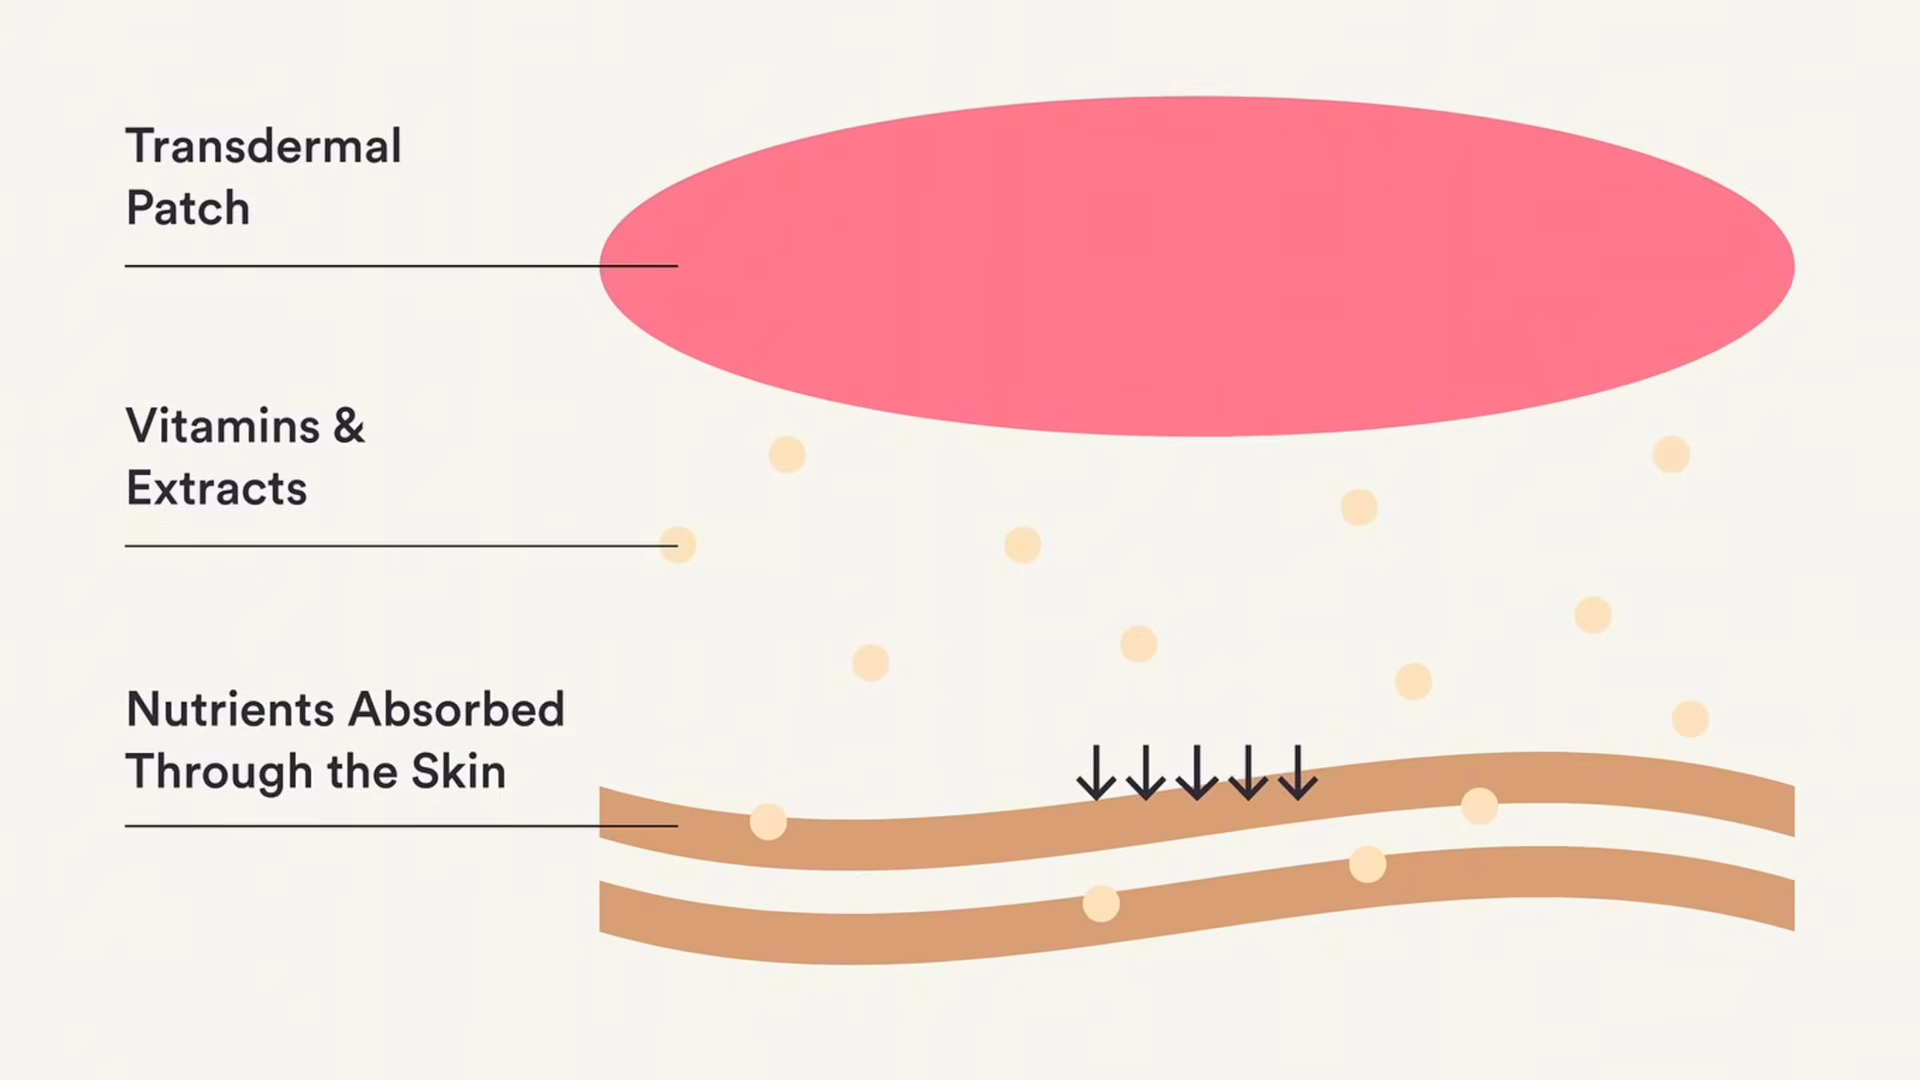 Transdermal
Patch
Vitamins &
Extracts
Nutrients Absorbed
Through the Skin